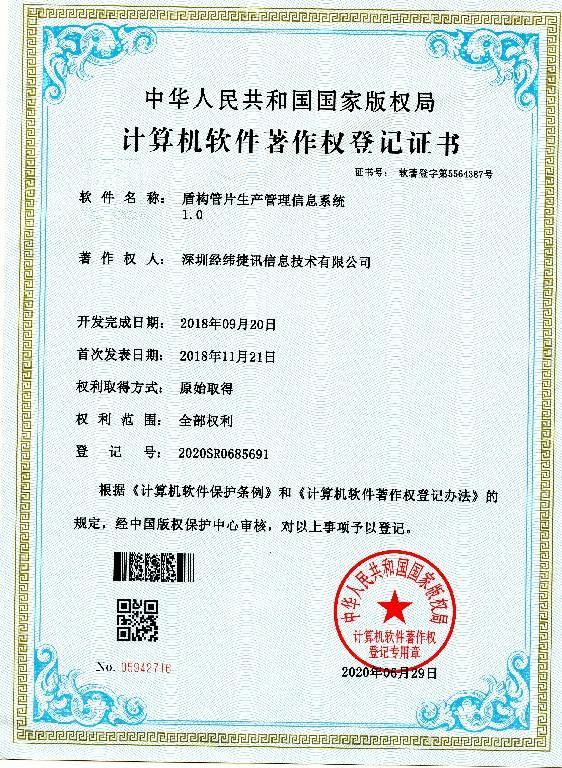 中华人民共和国国家版权局
计算机软件著作权登记证书
证书号： 软著登字第5564387号
软件名称： 盾构管片生产管理信息系统
1.0
著作权人： 深圳经纬捷讯信息技术有限公司
开发完成日期： 2018年09月20日
首次发表日期： 2018年11月21日
权利取得方式： 原始取得
权利范围： 全部权利
登记号： 2020SR0685691
根据《计算机软件保护条例》和《计算机软件著作权登记办法》的
规定，经中国版权保护中心审核，对以上事项予以登记。
中华人民共和国国家版权局
计算机软件著作权
登记专用章
No. 05942716
2020年06月29日